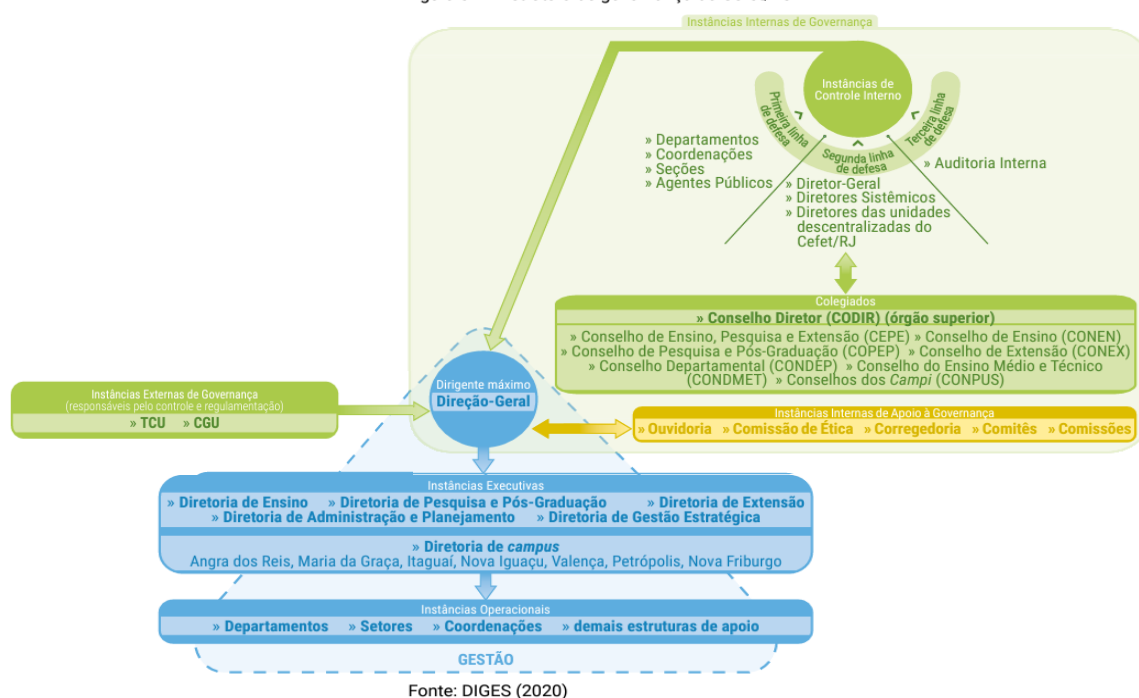 Instâncias Internas de Governança
Instâncias de
Controle Interno
Primeira linha
de defesa
Segunda linha
de defesa
Terceira linha
de defesa
» Departamentos
» Coordenações
» Seções
» Agentes Públicos
» Diretor-Geral
» Diretores Sistêmicos
» Diretores das unidades
descentralizadas do
Cefet/RJ
» Auditoria Interna
Colegiados
» Conselho Diretor (CODIR) (órgão superior)
» Conselho de Ensino, Pesquisa e Extensão (CEPE) » Conselho de Ensino (CONEN)
» Conselho de Pesquisa e Pós-Graduação (COPEP) » Conselho de Extensão (CONEX)
» Conselho Departamental (CONDEP) » Conselho do Ensino Médio e Técnico
(CONDMET) » Conselhos dos Campi (CONPUS)
Dirigente máximo
Direção-Geral
Instâncias Externas de Governança
(responsáveis pelo controle e regulamentação)
» TCU » CGU
Instâncias Internas de Apoio à Governança
» Ouvidoria » Comissão de Ética » Corregedoria » Comitês » Comissões
Instâncias Executivas
» Diretoria de Ensino » Diretoria de Pesquisa e Pós-Graduação » Diretoria de Extensão
» Diretoria de Administração e Planejamento » Diretoria de Gestão Estratégica
» Diretoria de campus
Angra dos Reis, Maria da Graça, Itaguaí, Nova Iguaçu, Valença, Petrópolis, Nova Friburgo
Instâncias Operacionais
» Departamentos » Setores » Coordenações » demais estruturas de apoio
GESTÃO
Fonte: DIGES (2020)